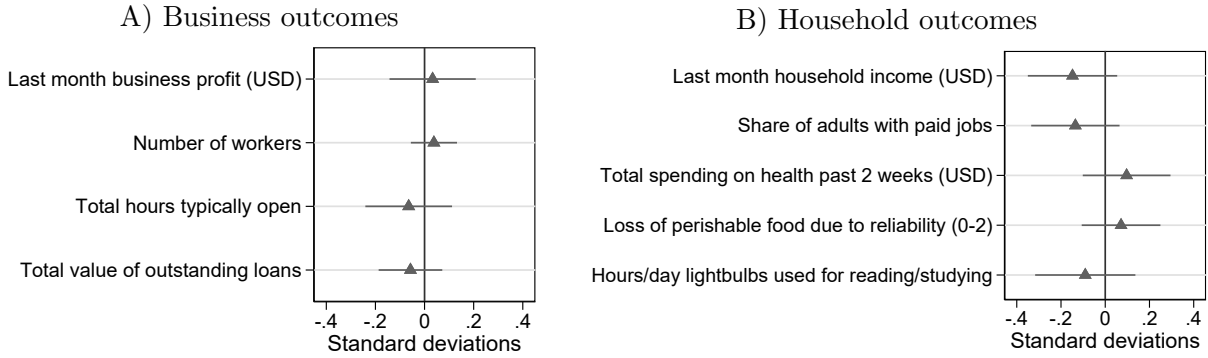 A) Business outcomes
Last month business profit (USD)
Number of workers
Total hours typically open
Total value of outstanding loans
-.4 -.2 0 .2 .4
Standard deviations
B) Household outcomes
Last month household income (USD)
Share of adults with paid jobs
Total spending on health past 2 weeks (USD)
Loss of perishable food due to reliability (0-2)
Hours/day lightbulbs used for reading/studying
-.4 -.2 0 .2 .4
Standard deviations